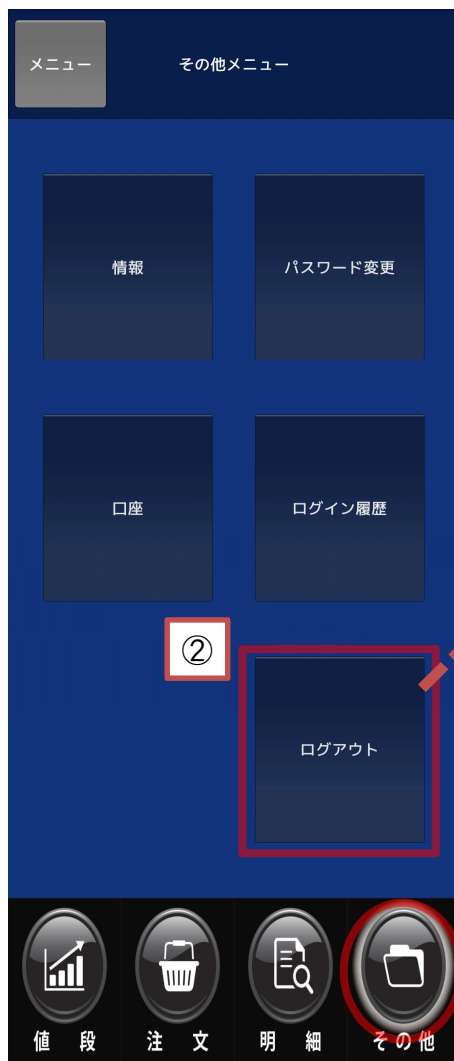 メニュー その他メニュー
情報 パスワード変更
口座 ログイン履歴
②
ログアウト
値 段 注 文 明 細 その他